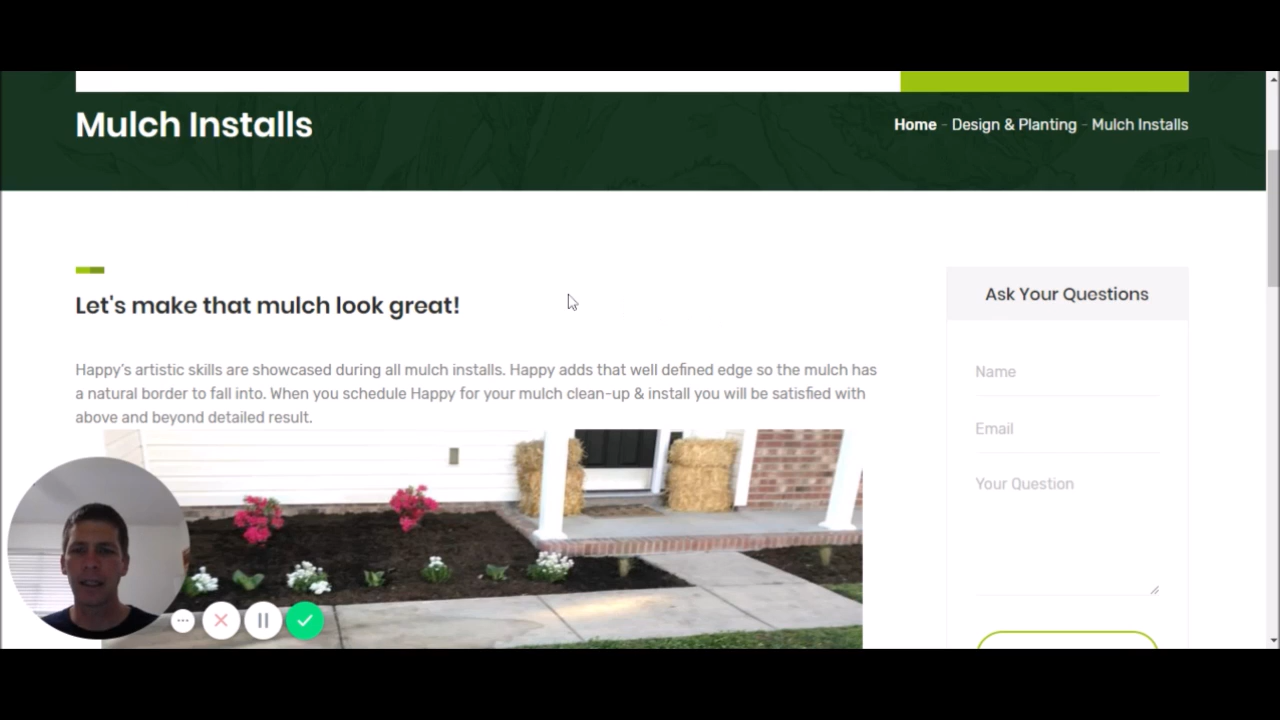 Mulch Installs
Home - Design & Planting - Mulch Installs
Let's make that mulch look great!
Happy's artistic skills are showcased during all mulch installs. Happy adds that well defined edge so the mulch has
a natural border to fall into. When you schedule Happy for your mulch clean-up & install you will be satisfied with
above and beyond detailed result.
Ask Your Questions
Name
Email
Your Question